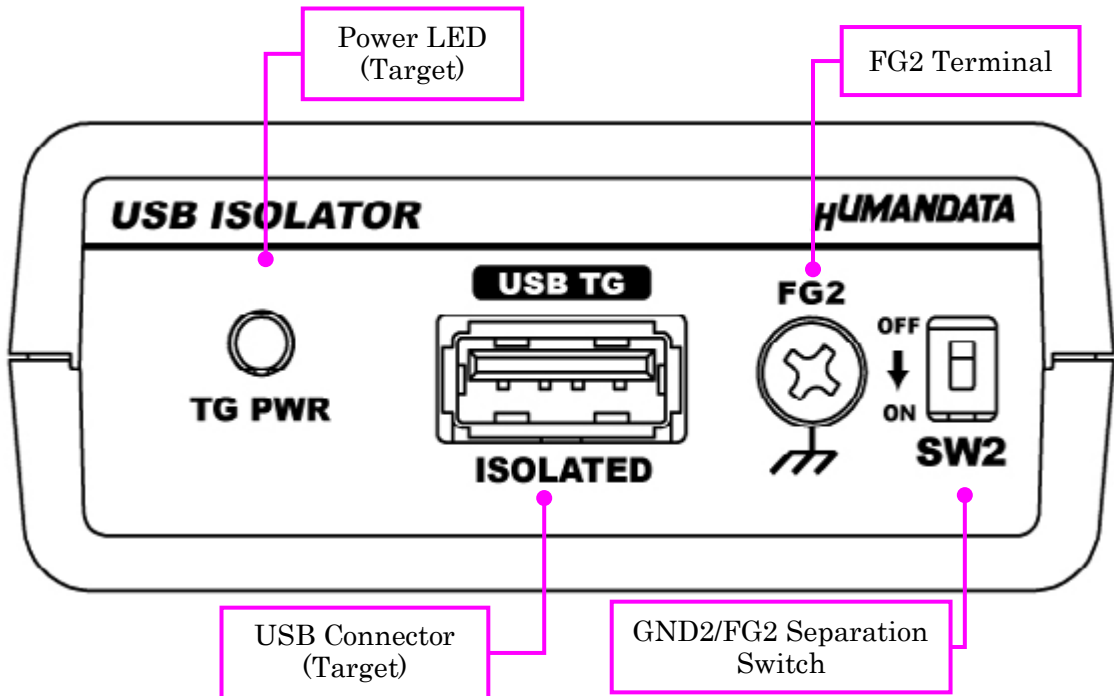 Power LED
(Target)
FG2 Terminal
USB ISOLATOR
HUMANDATA
USB TG
FG2
OFF
ON
TG PWR
ISOLATED
SW2
USB Connector
(Target)
GND2/FG2 Separation
Switch